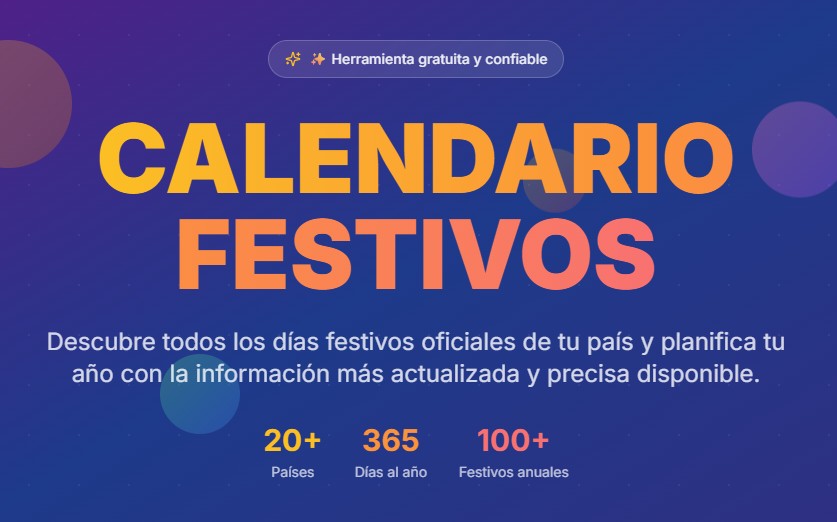 ✨ Herramienta gratuita y confiable
CALENDARIO
FESTIVOS
Descubre todos los días festivos oficiales de tu país y planifica tu
año con la información más actualizada y precisa disponible.
20+ 365 100+
Países Días al año Festivos anuales